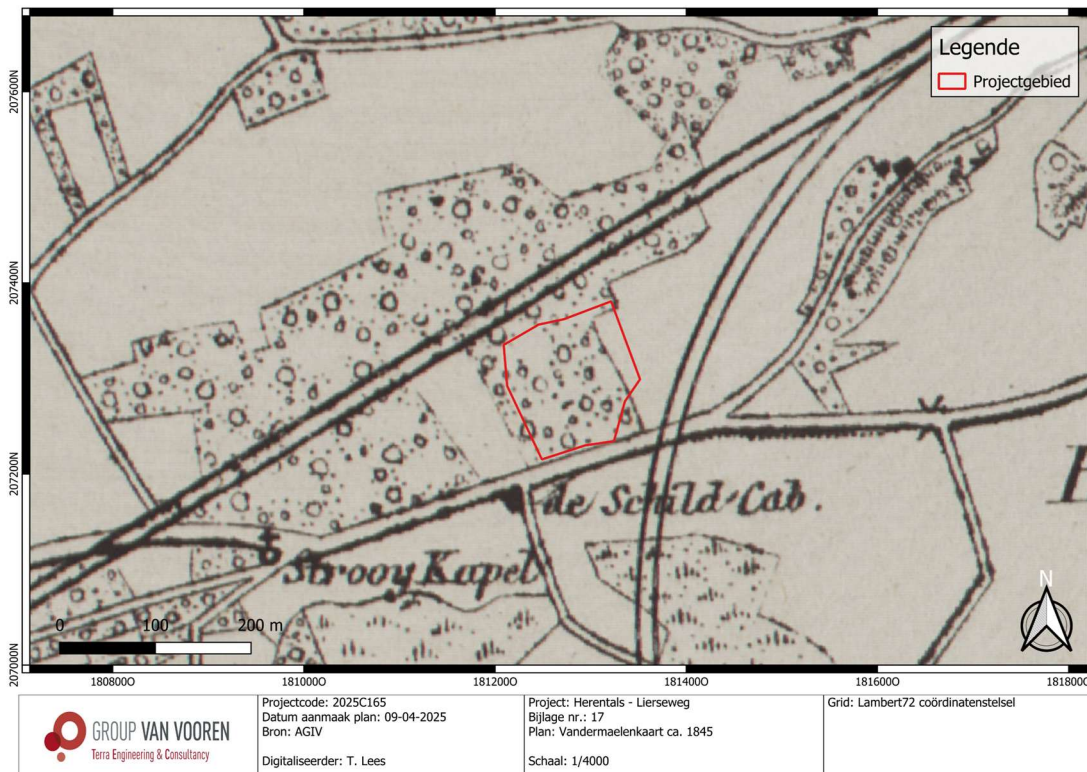 Legende
Projectgebied
207600N
207400N
207200N
207000N
de Schild-Cab.
Strooy Kapel
N
0 100 200 m
180800O 181000O 181200O 181400O 181600O 181800O
GROUP VAN VOOREN
Terra Engineering & Consultancy
Projectcode: 2025C165
Datum aanmaak plan: 09-04-2025
Bron: AGIV
Digitaliseerder: T. Lees
Project: Herentals - Lierseweg
Bijlage nr.: 17
Plan: Vandermaelenkaart ca. 1845
Schaal: 1/4000
Grid: Lambert72 coördinatenstelsel